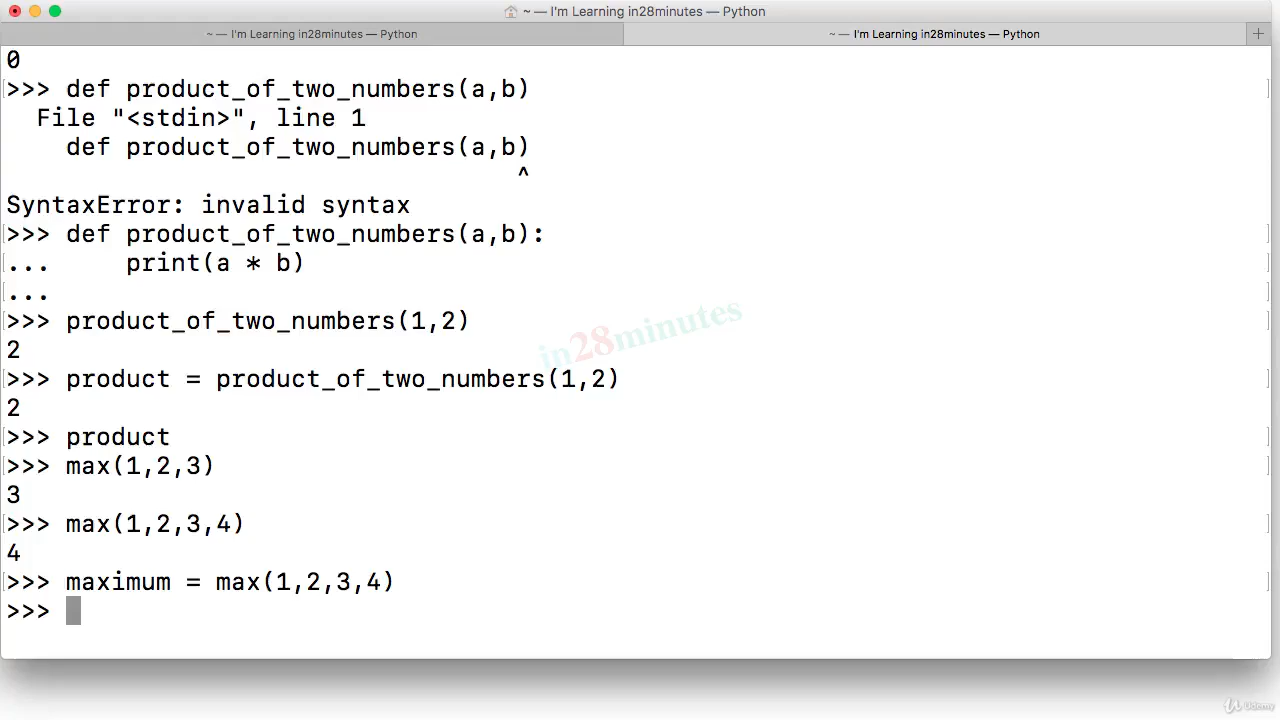 ~ — I'm Learning in28minutes — Python
~ — I'm Learning in28minutes — Python
~ — I'm Learning in28minutes — Python
0
>>> def product_of_two_numbers(a,b)
  File "<stdin>", line 1
    def product_of_two_numbers(a,b)
                                  ^
SyntaxError: invalid syntax
>>> def product_of_two_numbers(a,b):
...     print(a * b)
...
>>> product_of_two_numbers(1,2)
2
>>> product = product_of_two_numbers(1,2)
2
>>> product
>>> max(1,2,3)
3
>>> max(1,2,3,4)
4
>>> maximum = max(1,2,3,4)
>>>
in28minutes
Udemy